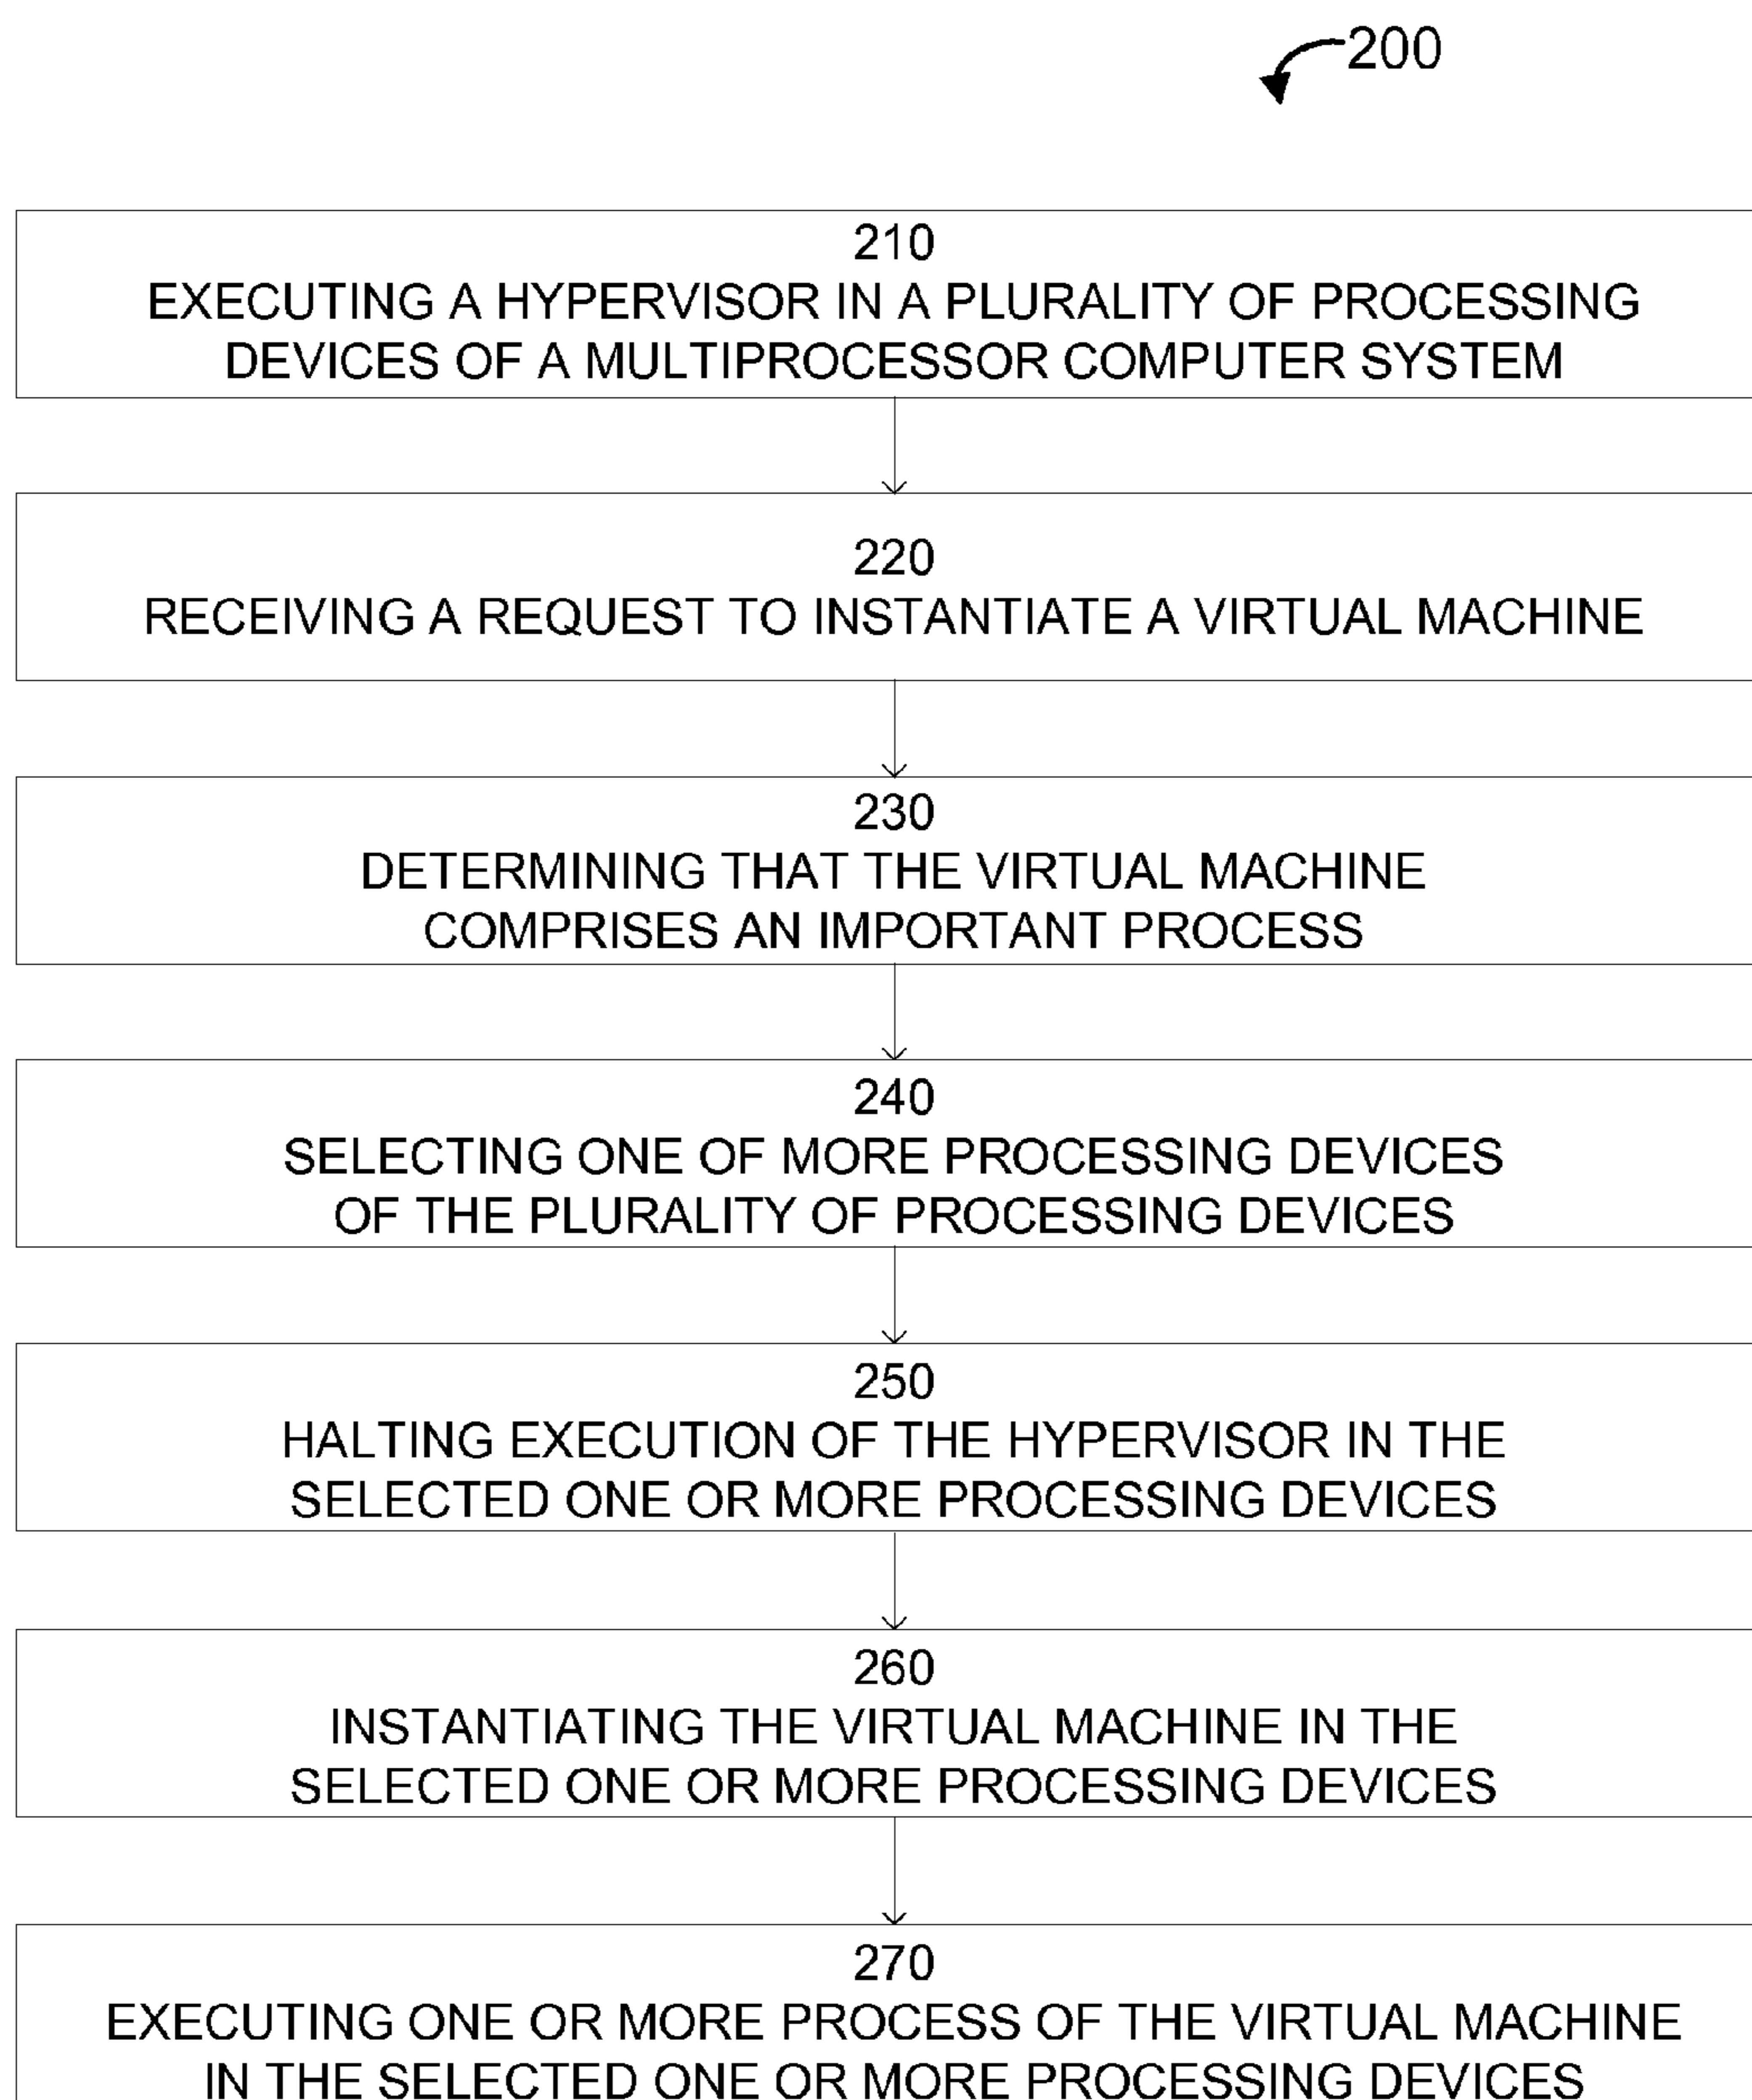 200
210
EXECUTING A HYPERVISOR IN A PLURALITY OF PROCESSING
DEVICES OF A MULTIPROCESSOR COMPUTER SYSTEM
220
RECEIVING A REQUEST TO INSTANTIATE A VIRTUAL MACHINE
230
DETERMINING THAT THE VIRTUAL MACHINE
COMPRISES AN IMPORTANT PROCESS
240
SELECTING ONE OF MORE PROCESSING DEVICES
OF THE PLURALITY OF PROCESSING DEVICES
250
HALTING EXECUTION OF THE HYPERVISOR IN THE
SELECTED ONE OR MORE PROCESSING DEVICES
260
INSTANTIATING THE VIRTUAL MACHINE IN THE
SELECTED ONE OR MORE PROCESSING DEVICES
270
EXECUTING ONE OR MORE PROCESS OF THE VIRTUAL MACHINE
IN THE SELECTED ONE OR MORE PROCESSING DEVICES